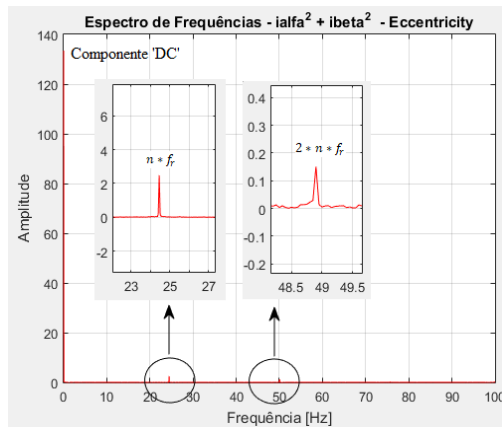 Espectro de Frequências - ialfa² + ibeta² - Eccentricity
Componente 'DC'
Amplitude
140
120
100
80
60
40
20
0
0 10 20 30 40 50 60 70 80 90 100
Frequência [Hz]
n * fᵣ
6
4
2
0
-2
23 25 27
2 * n * fᵣ
0.4
0.3
0.2
0.1
0
-0.1
-0.2
48.5 49 49.5